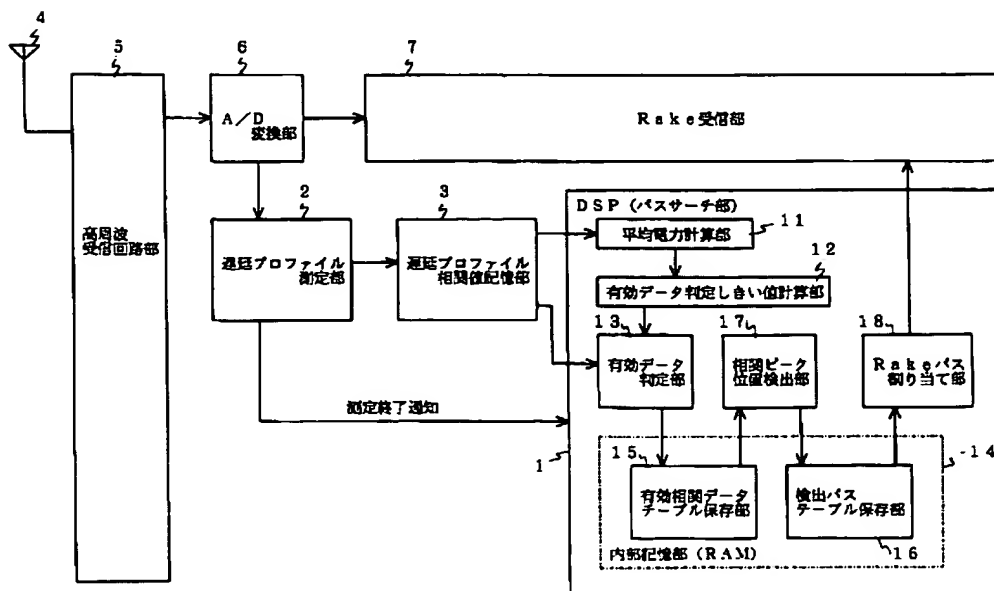 4
5
6
7
A/D
変換部
Rake受信部
2
3
DSP(パスサーチ部)
平均電力計算部
11
高周波
受信回路部
遅延プロファイル
測定部
遅延プロファイル
相関値記憶部
12
有効データ判定しきい値計算部
13
17
18
有効データ
判定部
相関ピーク
位置検出部
Rakeパス
割り当て部
測定終了通知
1
14
15
有効相関データ
テーブル保存部
検出パス
テーブル保存部
内部記憶部(RAM)
16